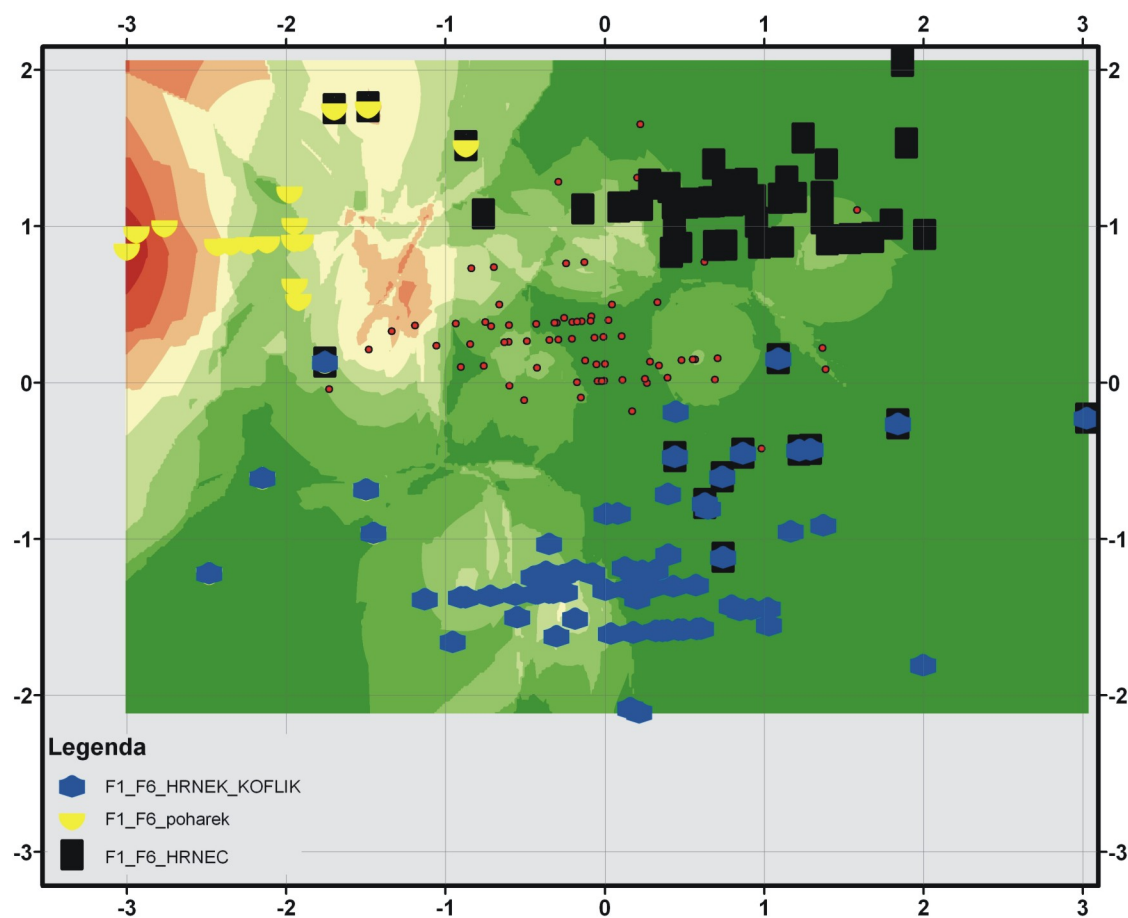 -3 -2 -1 0 1 2 3
2 2
1 1
0 0
-1 -1
-2 -2
Legenda
F1_F6_HRNEK_KOFLIK
F1_F6_poharek
-3 -3
F1_F6_HRNEC
-3 -2 -1 0 1 2 3